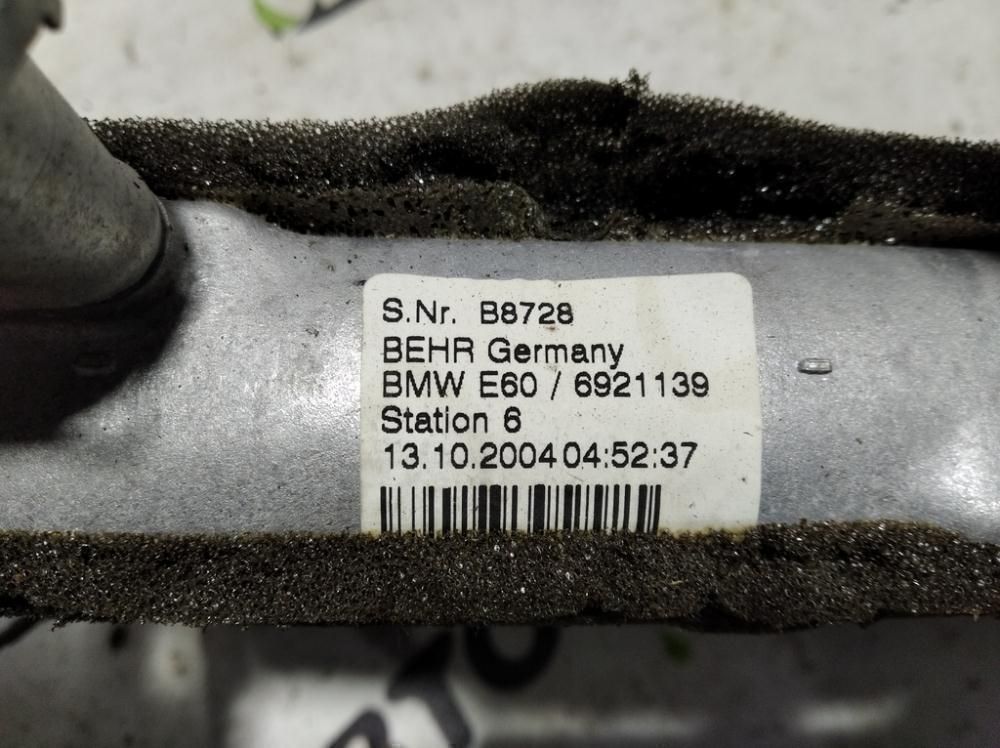 S.Nr. B8728
BEHR Germany
BMW E60 / 6921139
Station 6
13.10.2004 04:52:37